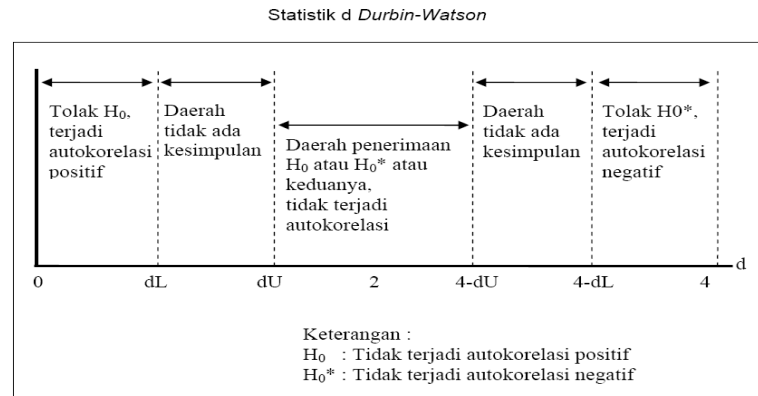 Statistik d Durbin-Watson
Tolak H₀,
terjadi
autokorelasi
positif
Daerah
tidak ada
kesimpulan
Daerah penerimaan
H₀ atau H₀* atau
keduanya,
tidak terjadi
autokorelasi
Daerah
tidak ada
kesimpulan
Tolak H0*,
terjadi
autokorelasi
negatif
d
0 dL dU 2 4-dU 4-dL 4
Keterangan :
H₀ : Tidak terjadi autokorelasi positif
H₀* : Tidak terjadi autokorelasi negatif